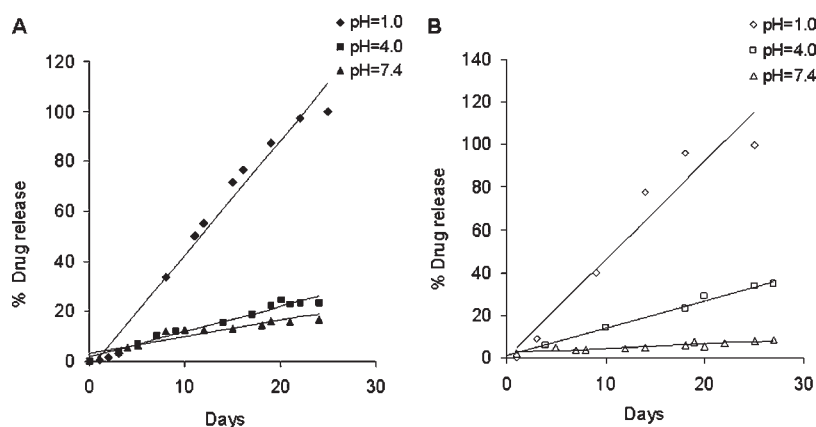 A
◆ pH=1.0
■ pH=4.0
▲ pH=7.4
120
100
80
60
40
20
0
0
10
20
30
% Drug release
Days
B
◇ pH=1.0
□ pH=4.0
△ pH=7.4
140
120
100
80
60
40
20
0
0
10
20
30
% Drug release
Days